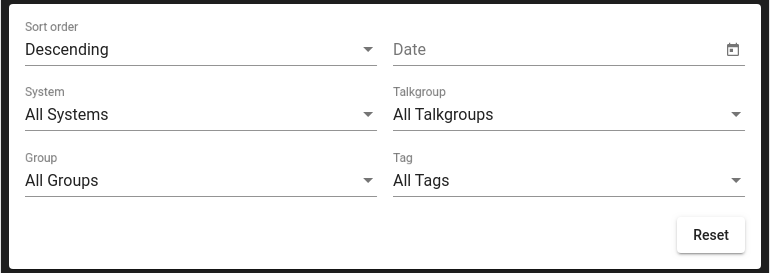 Sort order
Descending
Date
System
All Systems
Talkgroup
All Talkgroups
Group
All Groups
Tag
All Tags
Reset